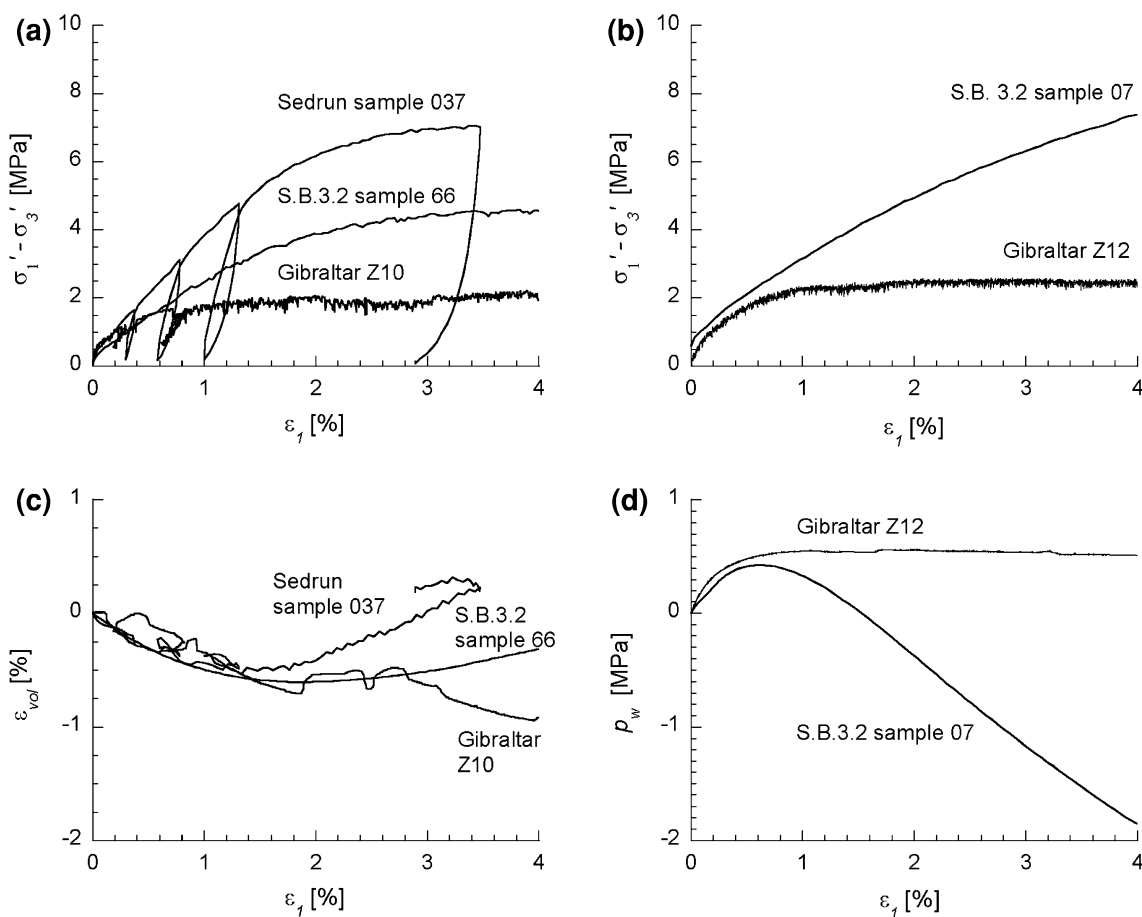 (a)
10
8
6
4
2
0
σ₁′ - σ₃′ [MPa]
Sedrun sample 037
S.B.3.2 sample 66
Gibraltar Z10
0 1 2 3 4
ε₁ [%]
(b)
10
8
6
4
2
0
σ₁′ - σ₃′ [MPa]
S.B. 3.2 sample 07
Gibraltar Z12
0 1 2 3 4
ε₁ [%]
(c)
1
0
-1
-2
εvol [%]
Sedrun
sample 037
S.B.3.2
sample 66
Gibraltar
Z10
0 1 2 3 4
ε₁ [%]
(d)
1
0
-1
-2
pw [MPa]
Gibraltar Z12
S.B.3.2 sample 07
0 1 2 3 4
ε₁ [%]